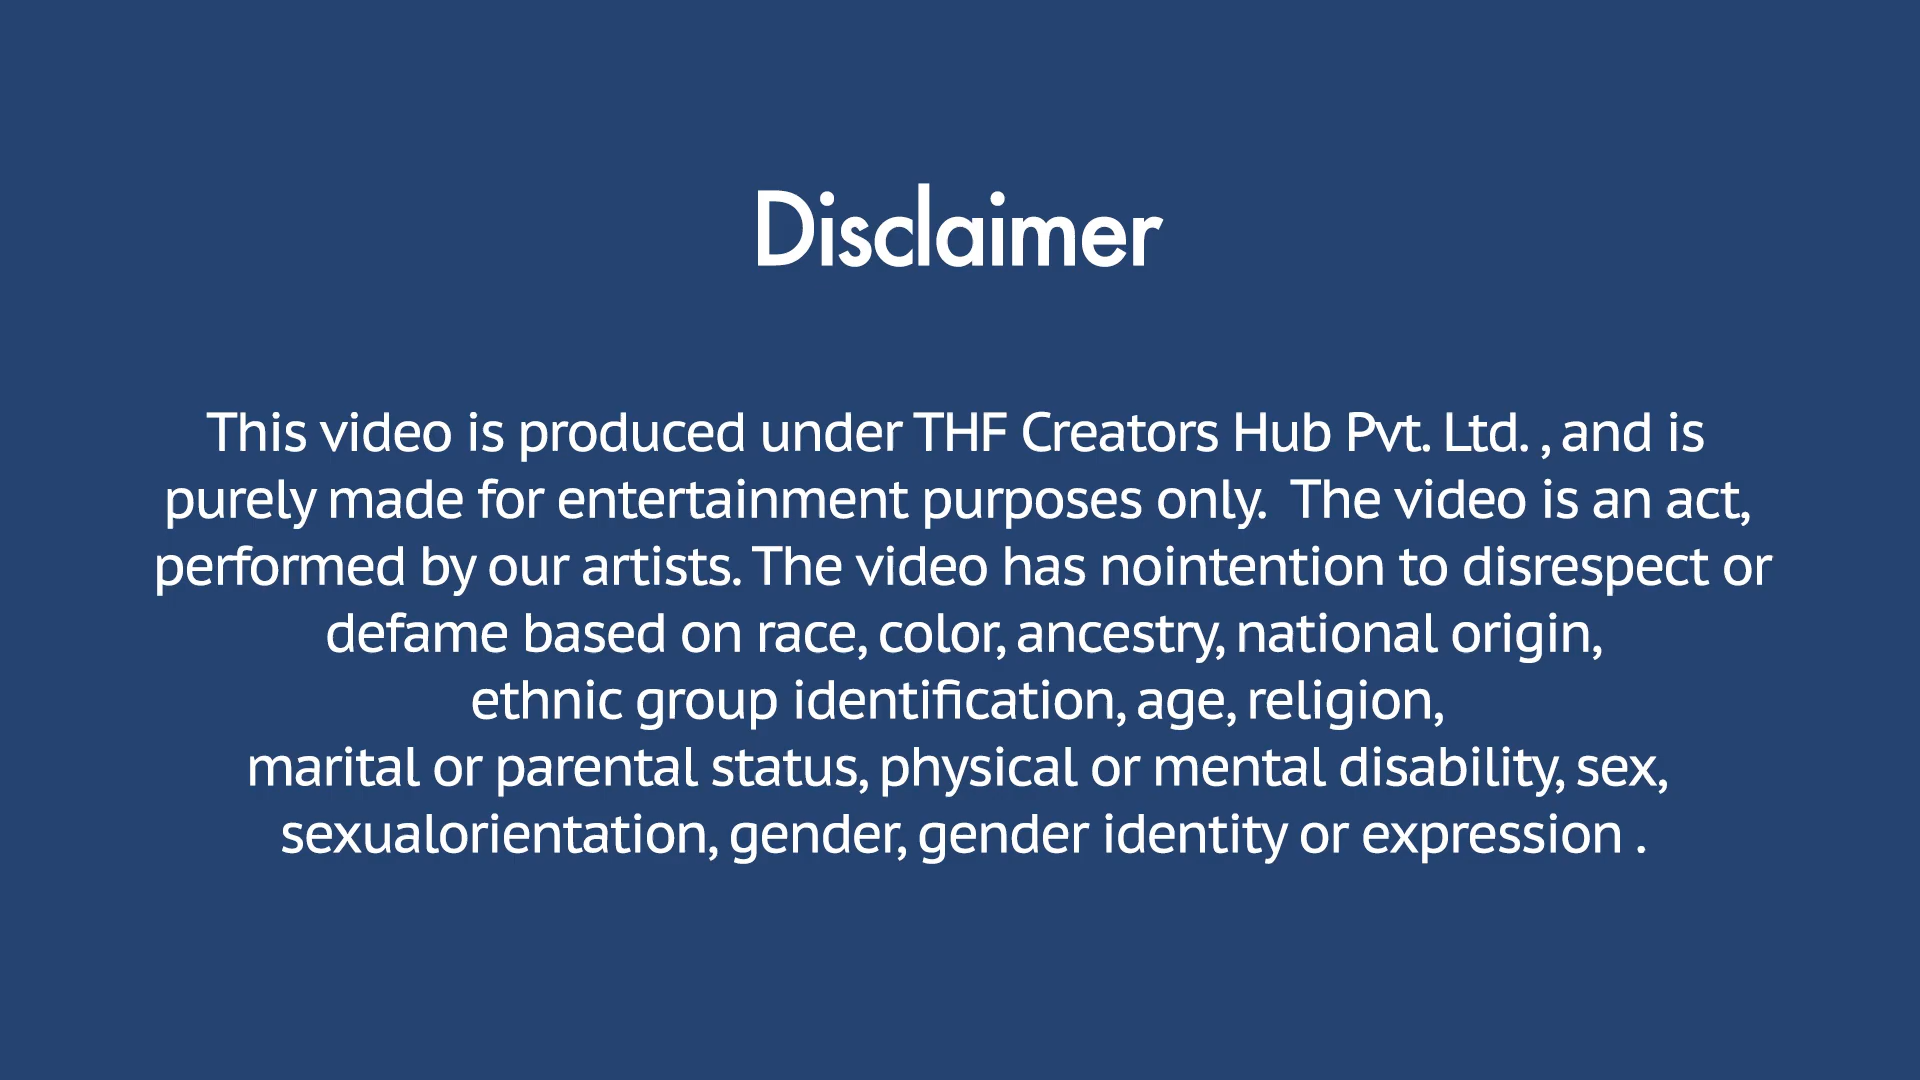 Disclaimer
This video is produced under THF Creators Hub Pvt. Ltd. , and is
purely made for entertainment purposes only.  The video is an act,
performed by our artists. The video has nointention to disrespect or
defame based on race, color, ancestry, national origin,
ethnic group identification, age, religion,
marital or parental status, physical or mental disability, sex,
sexualorientation, gender, gender identity or expression .